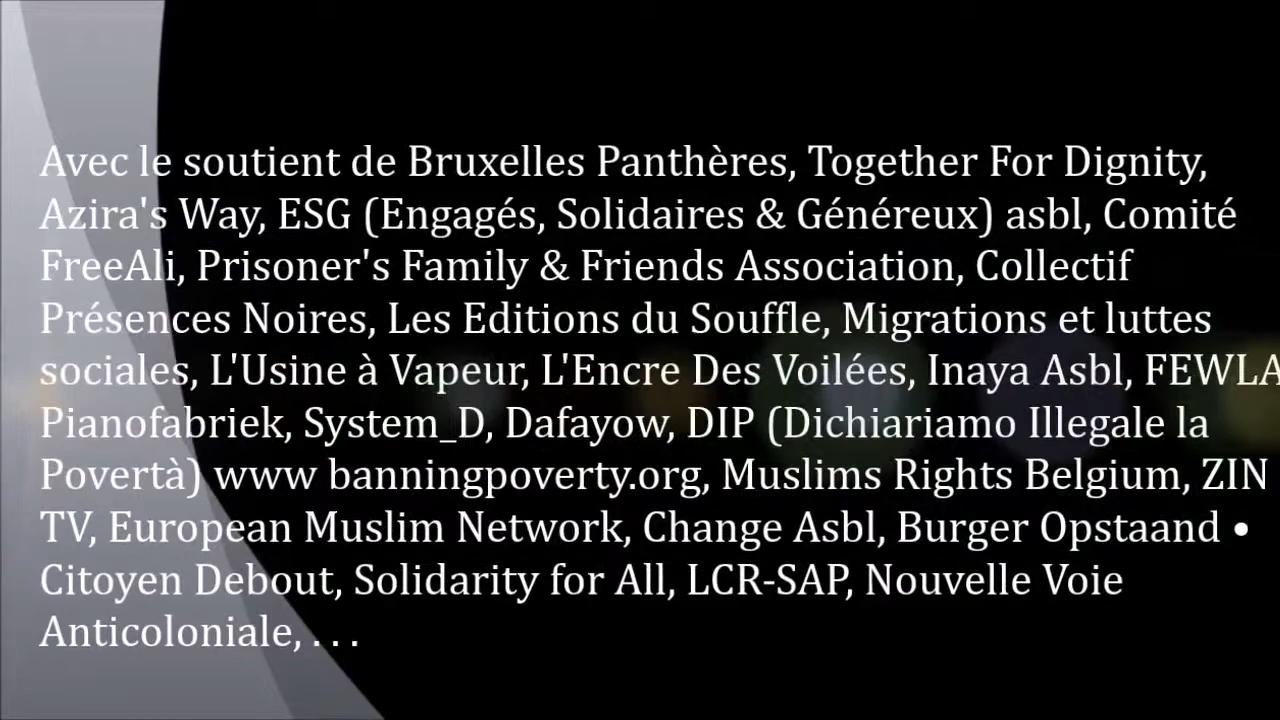 Avec le soutient de Bruxelles Panthères, Together For Dignity,
Azira's Way, ESG (Engagés, Solidaires & Généreux) asbl, Comité
FreeAli, Prisoner's Family & Friends Association, Collectif
Présences Noires, Les Editions du Souffle, Migrations et luttes
sociales, L'Usine à Vapeur, L'Encre Des Voilées, Inaya Asbl, FEWLA
Pianofabriek, System_D, Dafayow, DIP (Dichiariamo Illegale la
Povertà) www banningpoverty.org, Muslims Rights Belgium, ZIN
TV, European Muslim Network, Change Asbl, Burger Opstaand •
Citoyen Debout, Solidarity for All, LCR-SAP, Nouvelle Voie
Anticoloniale, . . .